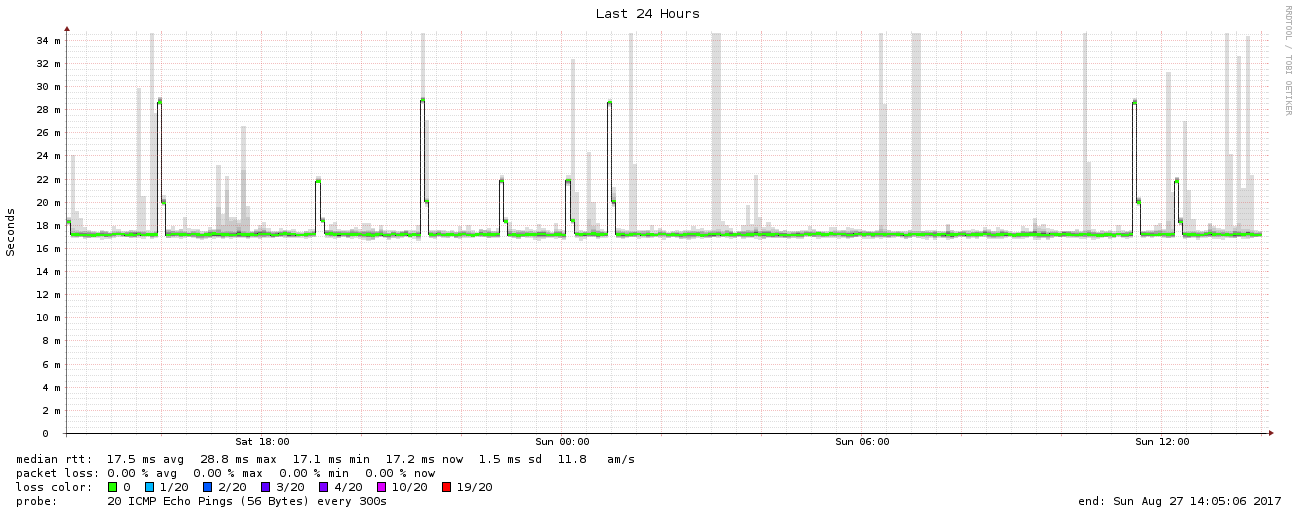 Last 24 Hours
RRDTOOL / TOBI OETIKER
Seconds
34 m
32 m
30 m
28 m
26 m
24 m
22 m
20 m
18 m
16 m
14 m
12 m
10 m
8 m
6 m
4 m
2 m
0
Sat 18:00 Sun 00:00 Sun 06:00 Sun 12:00
median rtt: 17.5 ms avg 28.8 ms max 17.1 ms min 17.2 ms now 1.5 ms sd 11.8 am/s
packet loss: 0.00 % avg 0.00 % max 0.00 % min 0.00 % now
loss color: 0 1/20 2/20 3/20 4/20 10/20 19/20
probe: 20 ICMP Echo Pings (56 Bytes) every 300s end: Sun Aug 27 14:05:06 2017